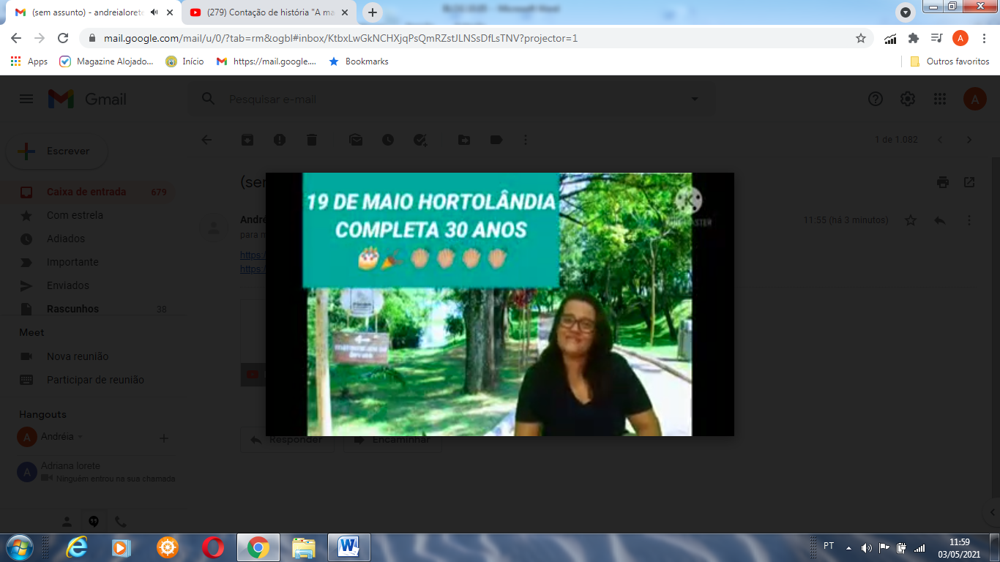 (sem assunto) - andreialorete
(279) Contação de história "A ma
Microsoft Word
mail.google.com/mail/u/0/?tab=rm&ogbl#inbox/KtbxLwGkNCHXjqPsQmRZstJLNSsDfLsTNV?projector=1
A
Apps
Magazine Alojado...
Início
https://mail.google....
Bookmarks
Outros favoritos
Gmail
Pesquisar e-mail
A
Escrever
1 de 1.082
Caixa de entrada 679
(sem
Com estrela
André
11:55 (há 3 minutos)
Adiados
para m
Importante
https:/
https:/
Enviados
Rascunhos 38
Meet
Nova reunião
Participar de reunião
Hangouts
A Andréia
A Adriana lorete
Ninguém entrou na sua chamada
19 DE MAIO HORTOLÂNDIA
COMPLETA 30 ANOS
Responder
Encaminhar
PT
11:59
03/05/2021